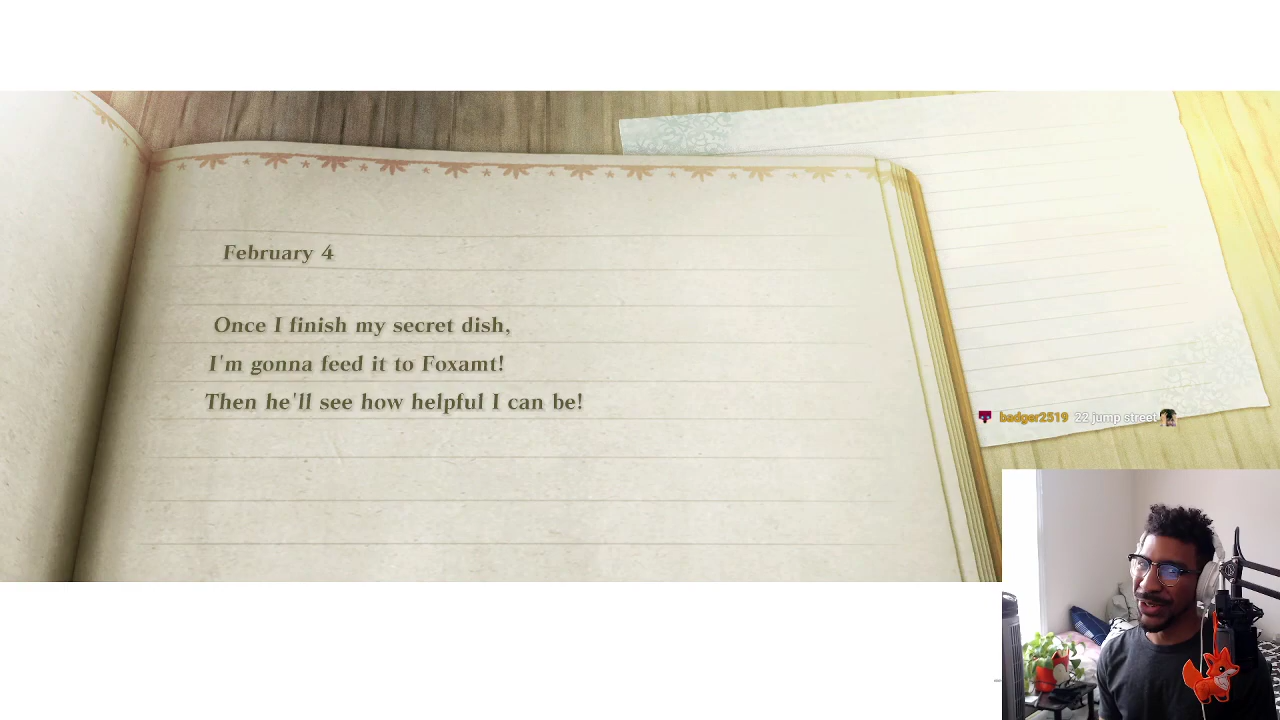 February 4
Once I finish my secret dish,
I'm gonna feed it to Foxamt!
Then he'll see how helpful I can be!
badger2519 22 jump street